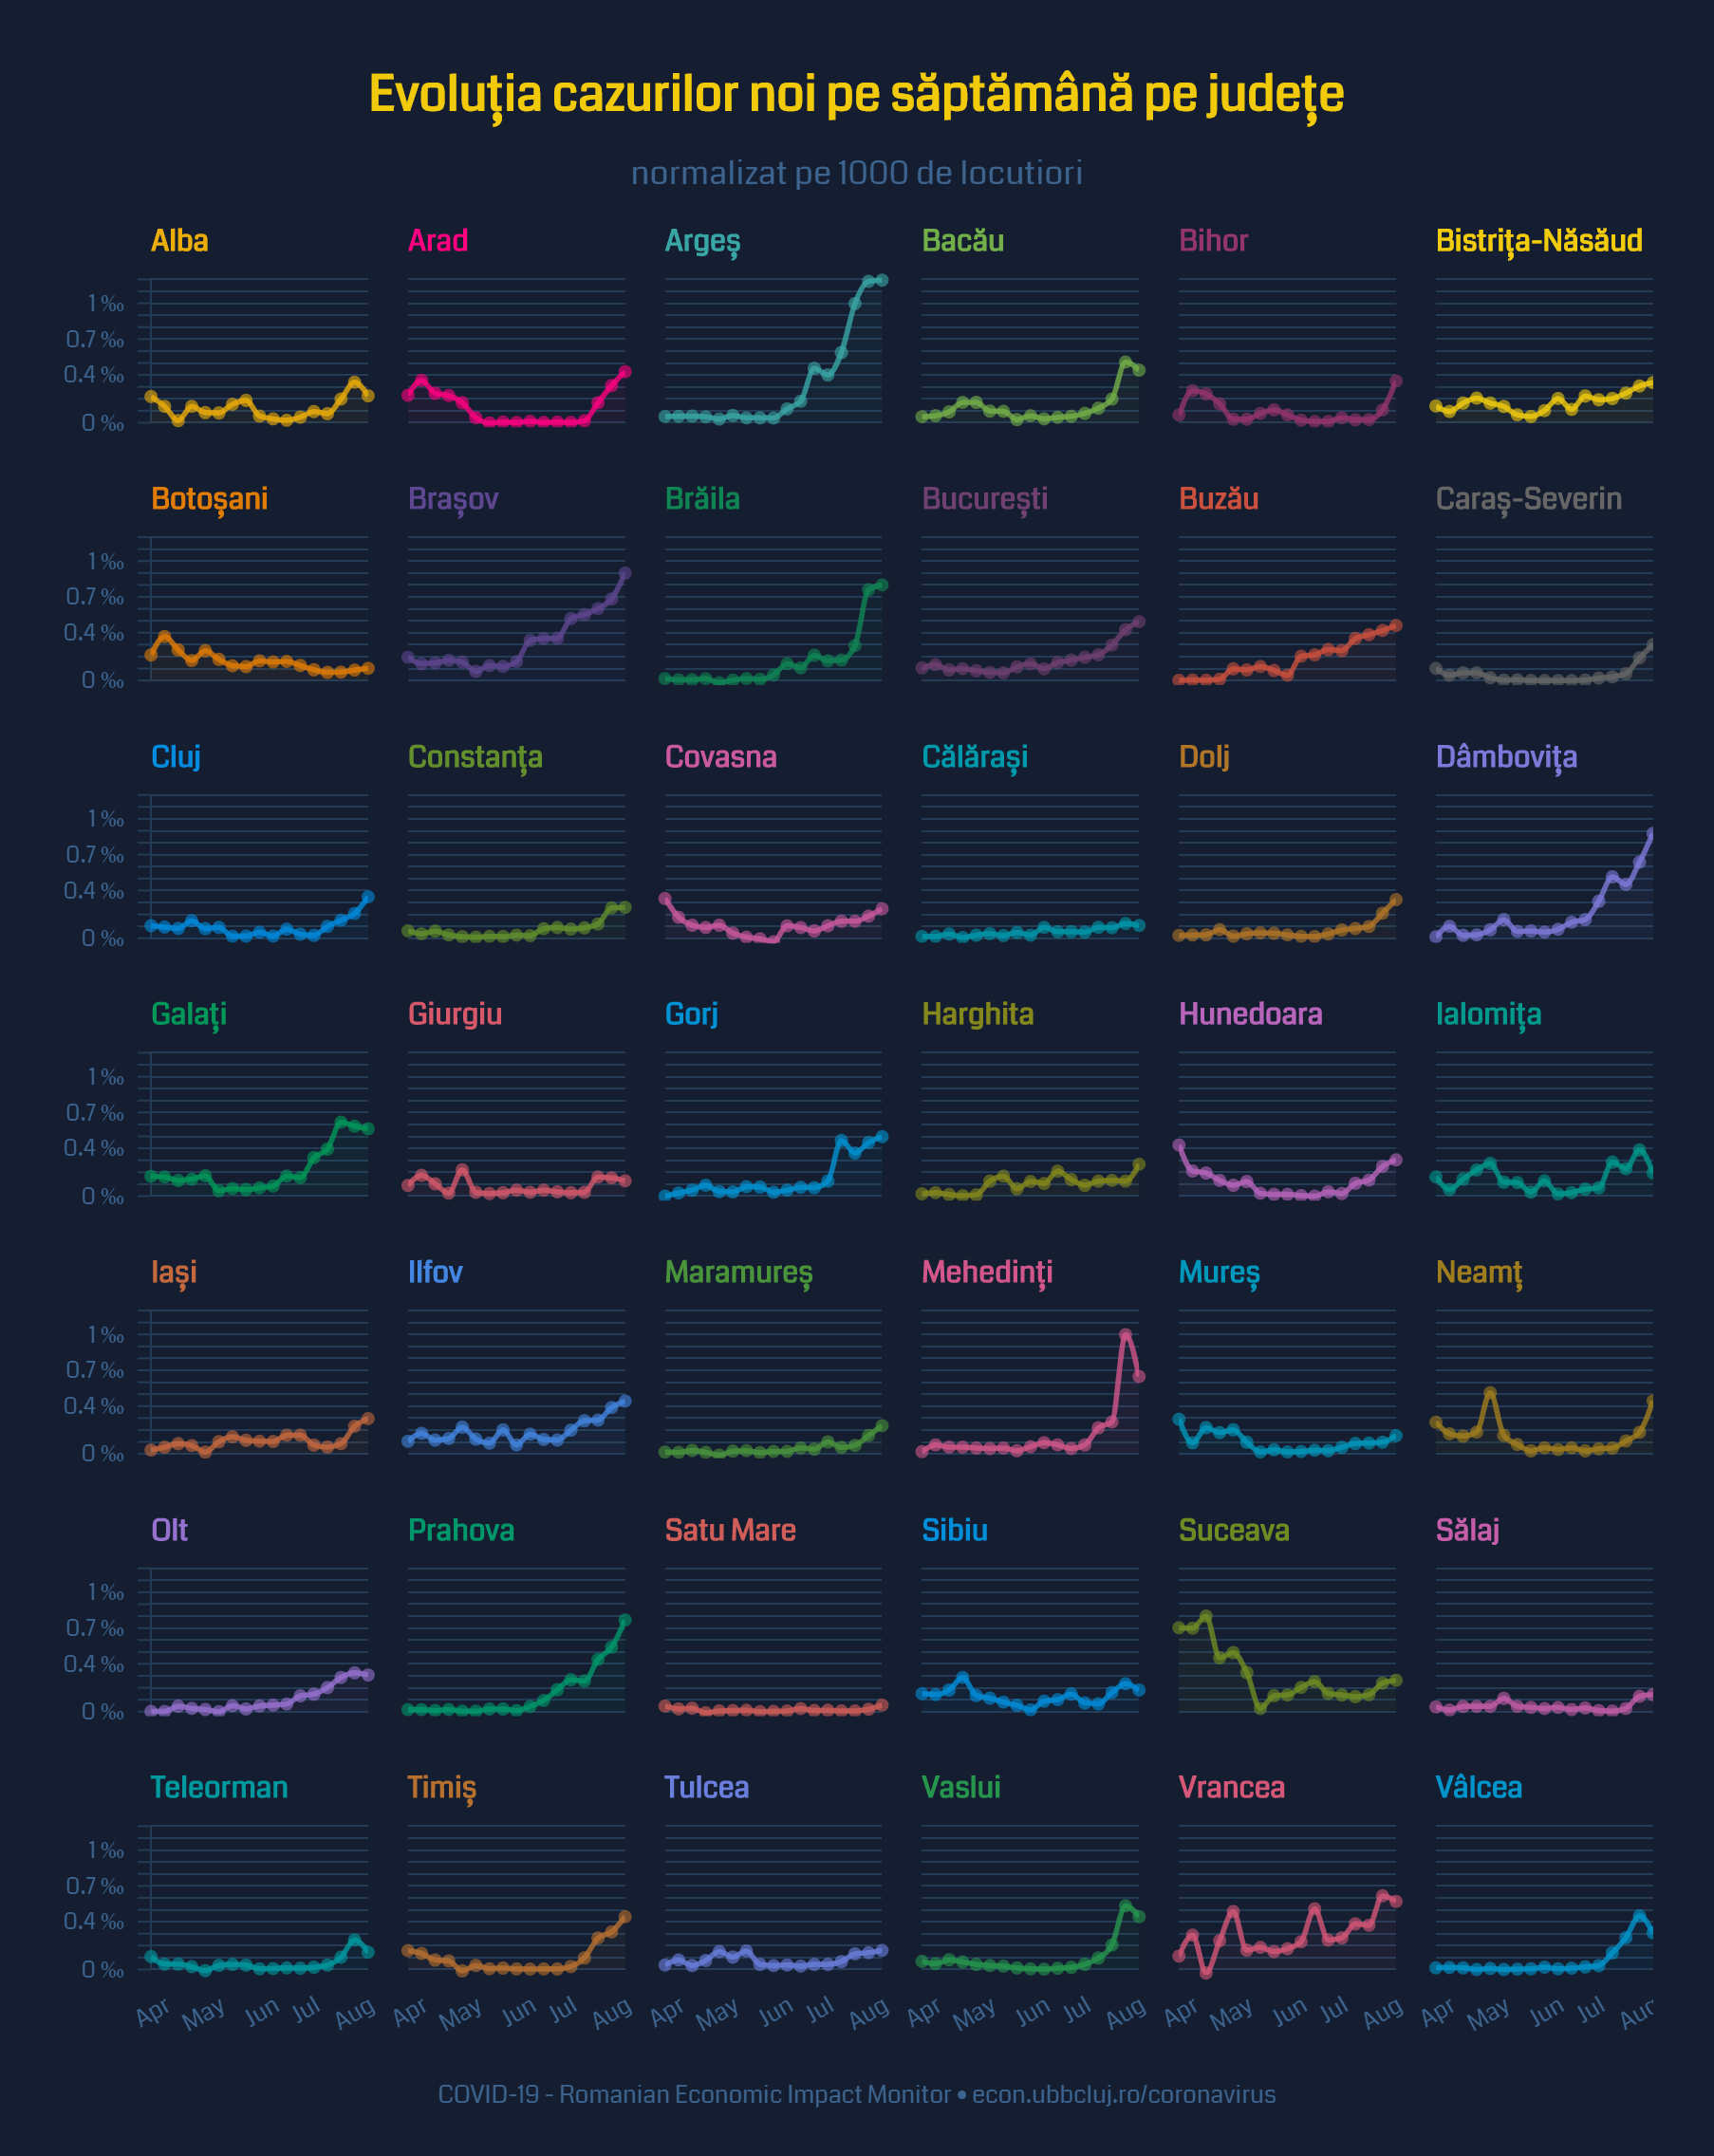 Evoluția cazurilor noi pe săptămână pe județe
normalizat pe 1000 de locutiori
Alba Arad Argeș Bacău Bihor Bistrița-Năsăud
1 ‰
0.7 ‰
0.4 ‰
0 ‰
Botoșani Brașov Brăila București Buzău Caraș-Severin
1 ‰
0.7 ‰
0.4 ‰
0 ‰
Cluj Constanța Covasna Călărași Dolj Dâmbovița
1 ‰
0.7 ‰
0.4 ‰
0 ‰
Galați Giurgiu Gorj Harghita Hunedoara Ialomița
1 ‰
0.7 ‰
0.4 ‰
0 ‰
Iași Ilfov Maramureș Mehedinți Mureș Neamț
1 ‰
0.7 ‰
0.4 ‰
0 ‰
Olt Prahova Satu Mare Sibiu Suceava Sălaj
1 ‰
0.7 ‰
0.4 ‰
0 ‰
Teleorman Timiș Tulcea Vaslui Vrancea Vâlcea
1 ‰
0.7 ‰
0.4 ‰
0 ‰
Apr May Jun Jul Aug Apr May Jun Jul Aug Apr May Jun Jul Aug Apr May Jun Jul Aug Apr May Jun Jul Aug Apr May Jun Jul Aug
COVID-19 - Romanian Economic Impact Monitor • econ.ubbcluj.ro/coronavirus